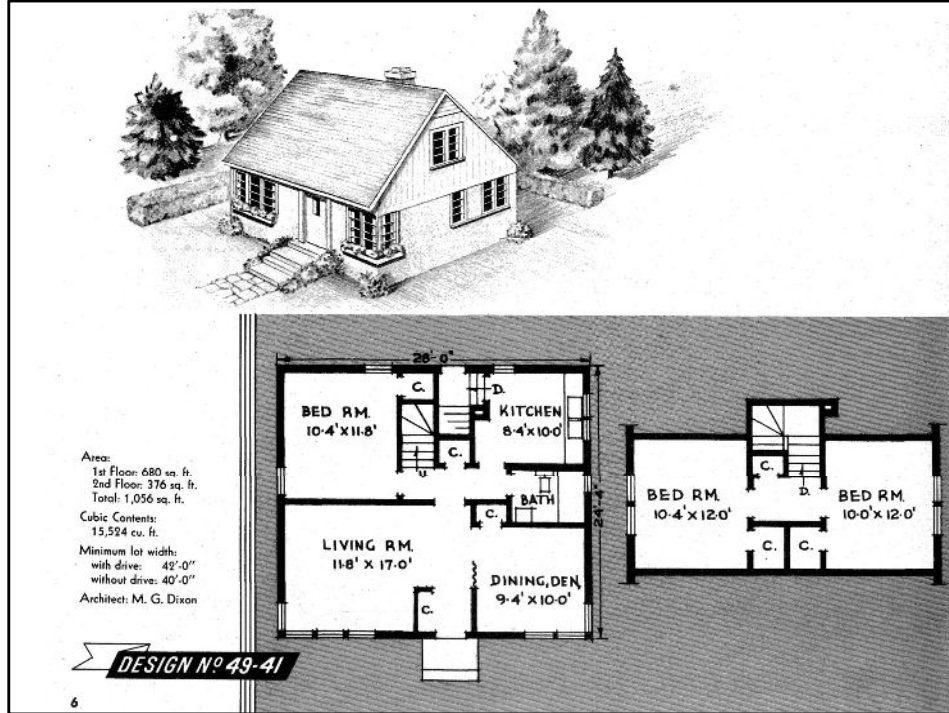 Area:
1st Floor: 680 sq. ft.
2nd Floor: 376 sq. ft.
Total: 1,056 sq. ft.
Cubic Contents:
15,524 cu. ft.
Minimum lot width:
with drive: 42'-0"
without drive: 40'-0"
Architect: M. G. Dixon
DESIGN Nº 49-41
6
28'-0"
C.
D.
BED RM.
10·4' X 11·8'
KITCHEN
8·4' X 10·0'
C.
U
BATH
24'-4"
C.
LIVING RM.
11·8' X 17·0'
DINING, DEN,
9·4' X 10·0'
C.
C.
D.
BED RM.
10·4' X 12·0'
BED RM.
10·0' X 12·0'
C.
C.